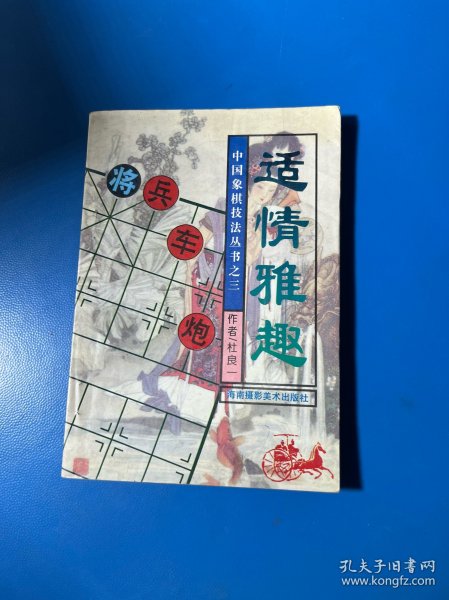 适情雅趣
中国象棋技法丛书之三
作者/杜良一
海南摄影美术出版社
将
兵
车
炮
孔夫子旧书网
www.kongfz.com